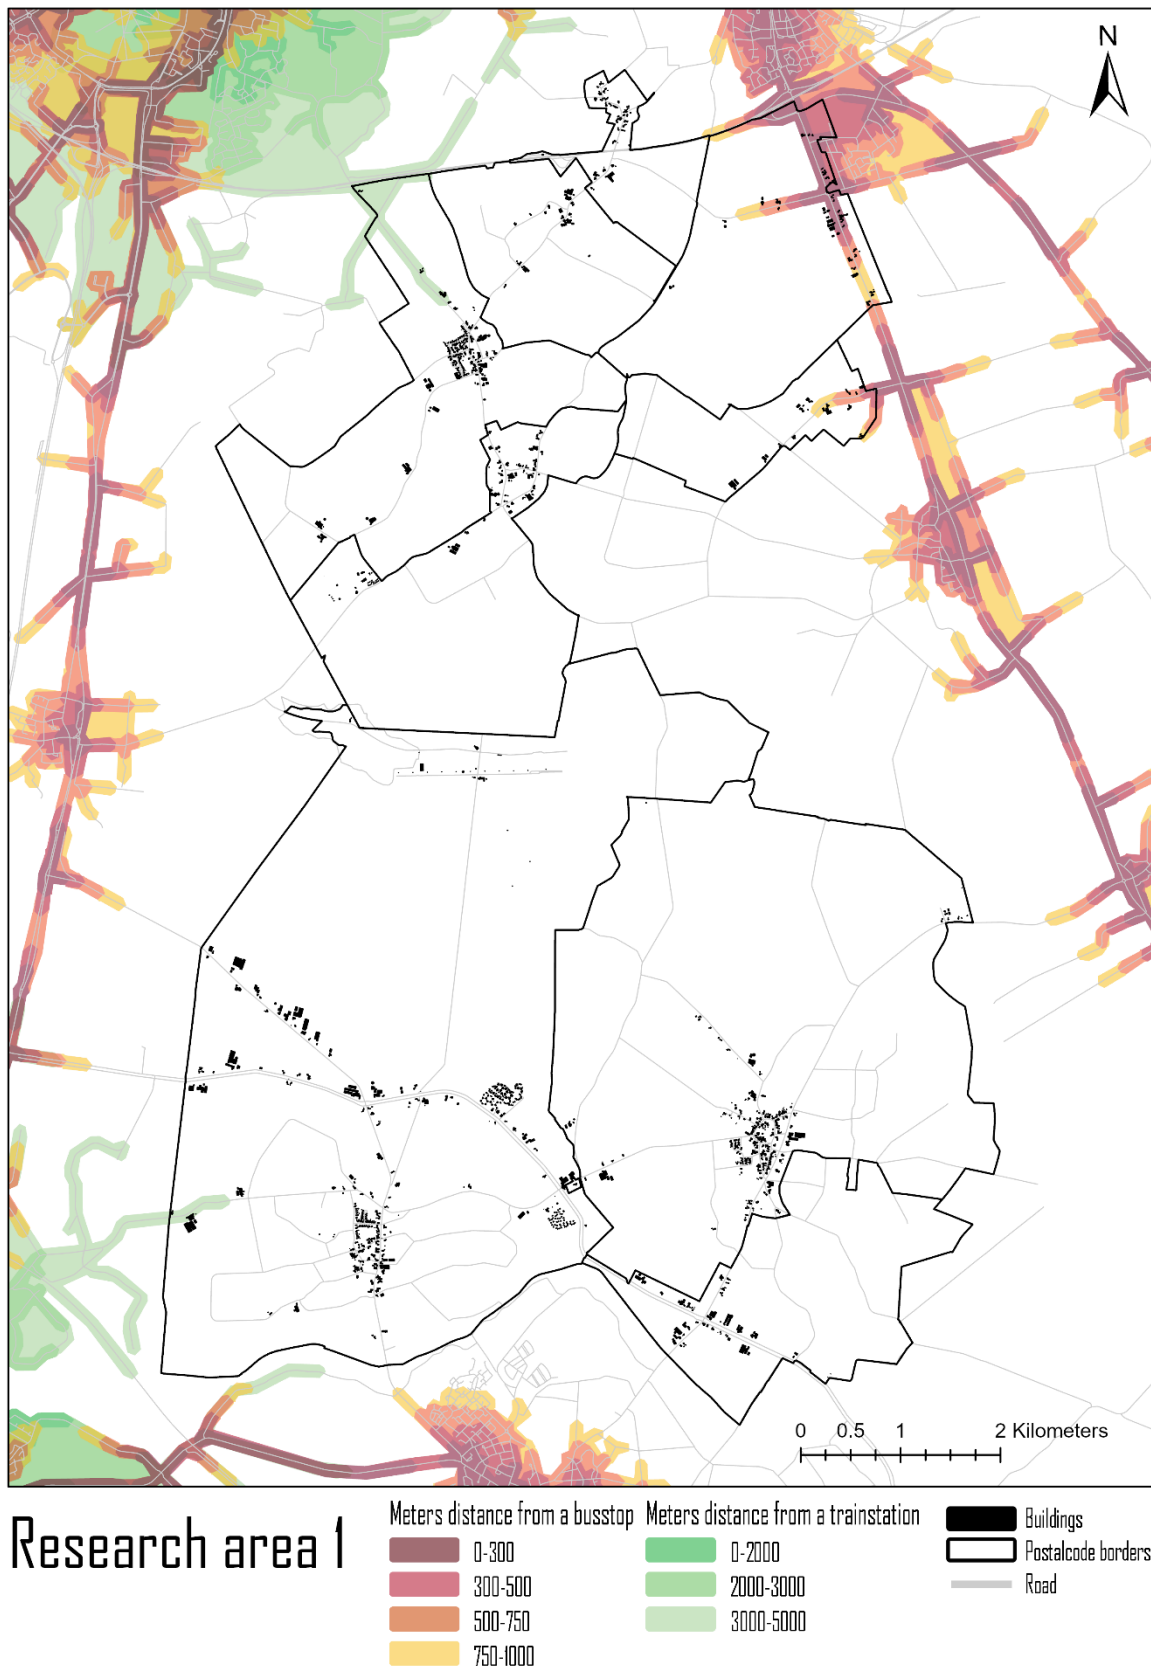 N
0 0.5 1 2 Kilometers
Research area 1
Meters distance from a busstop
0-300
300-500
500-750
750-1000
Meters distance from a trainstation
0-2000
2000-3000
3000-5000
Buildings
Postalcode borders
Road